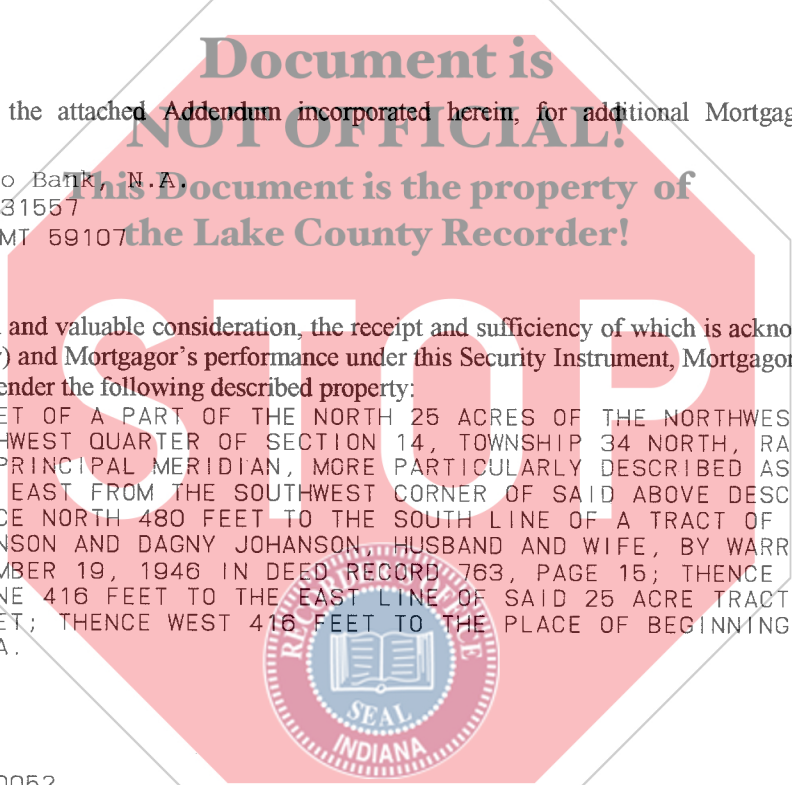 Document is
the attached Addendum incorporated herein, for additional Mortgag
NOT OFFICIAL!
o Bank, N.A.
This Document is the property of
31557
MT 59107
the Lake County Recorder!
STOP
and valuable consideration, the receipt and sufficiency of which is ackno
) and Mortgagor's performance under this Security Instrument, Mortgagor
ender the following described property:
ET OF A PART OF THE NORTH 25 ACRES OF THE NORTHWES
HWEST QUARTER OF SECTION 14, TOWNSHIP 34 NORTH, RA
PRINCIPAL MERIDIAN, MORE PARTICULARLY DESCRIBED AS
EAST FROM THE SOUTHWEST CORNER OF SAID ABOVE DESC
CE NORTH 480 FEET TO THE SOUTH LINE OF A TRACT OF
NSON AND DAGNY JOHANSON, HUSBAND AND WIFE, BY WARR
MBER 19, 1946 IN DEED RECORD 763, PAGE 15; THENCE
NE 416 FEET TO THE EAST LINE OF SAID 25 ACRE TRACT
ET; THENCE WEST 416 FEET TO THE PLACE OF BEGINNING
A.
RECORDER'S OFFICE
SEAL
INDIANA
0052